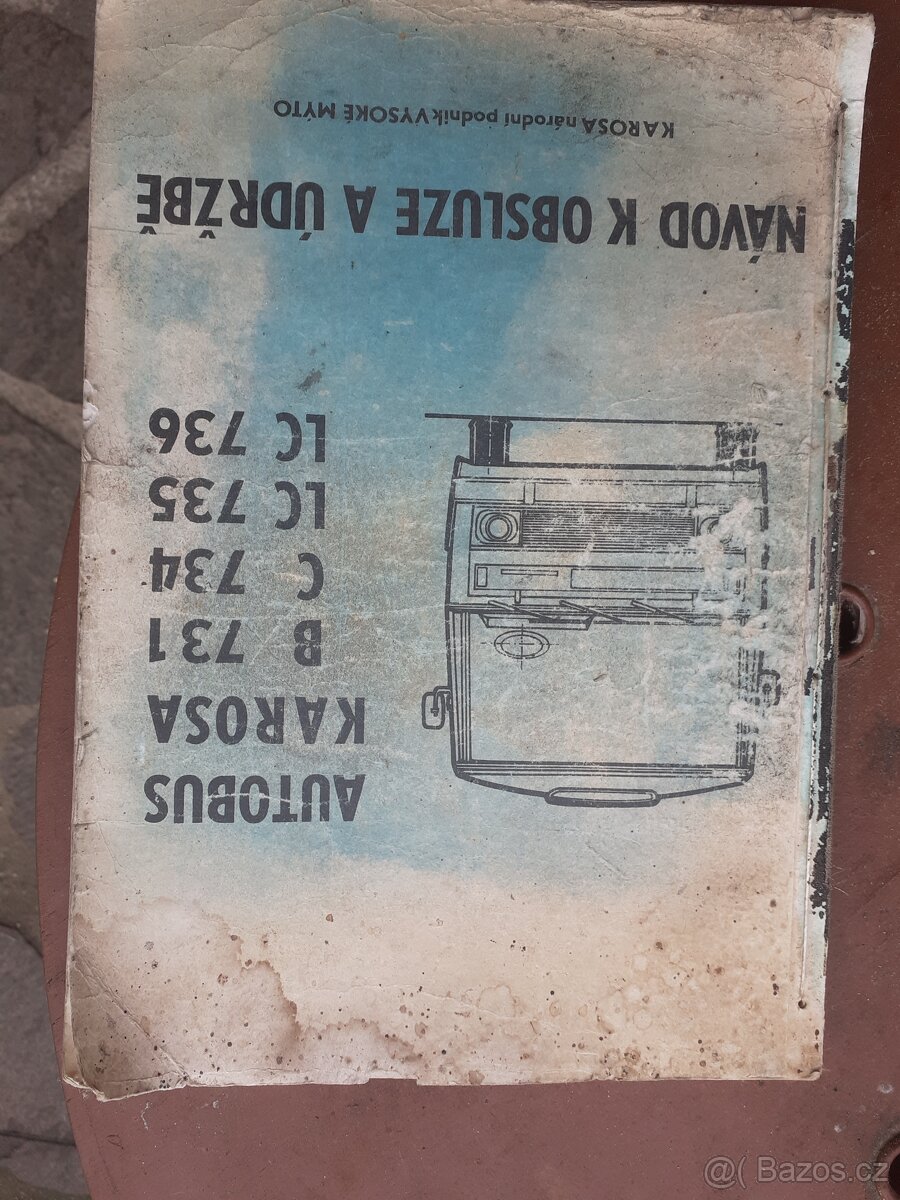 AUTOBUS
KAROSA
B 731
C 734
LC 735
LC 736
NÁVOD K OBSLUZE A ÚDRŽBĚ
KAROSA národní podnik VYSOKÉ MÝTO
@( Bazos.cz